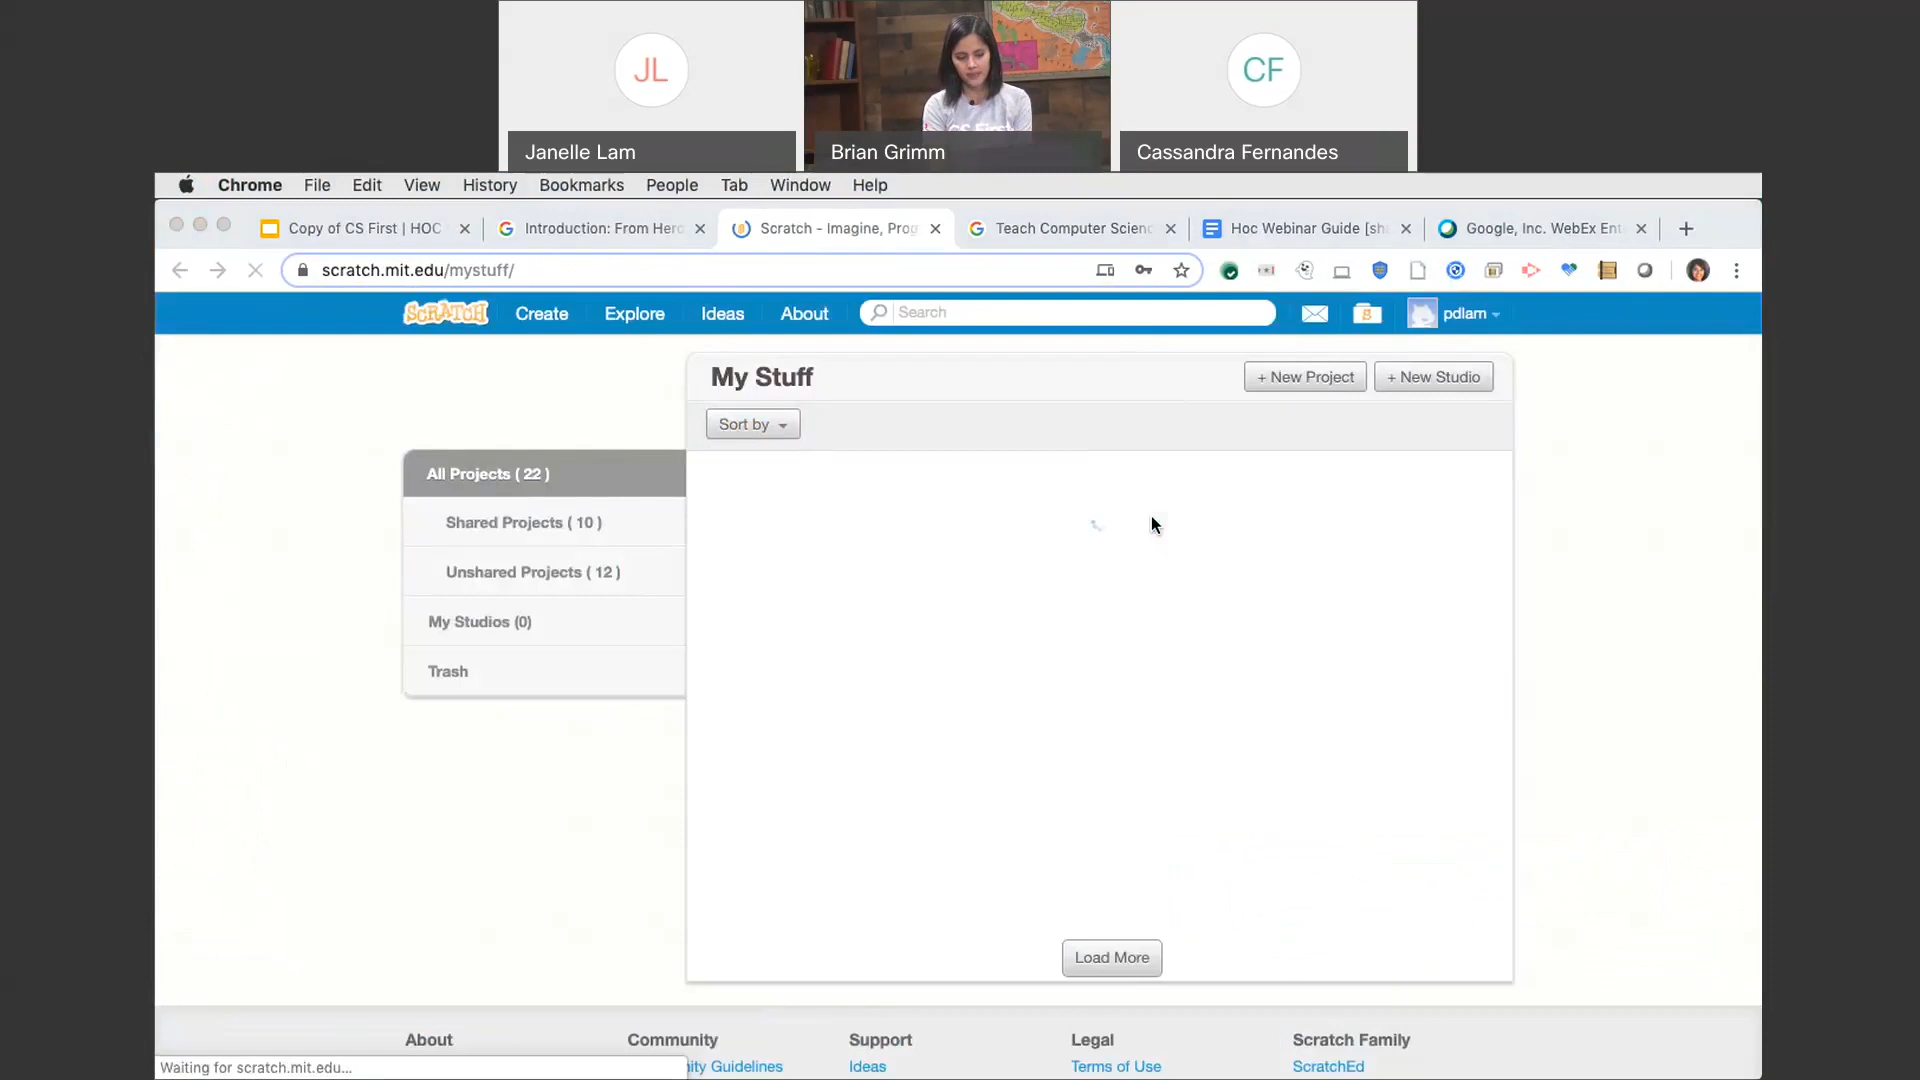 JL
CF
Janelle Lam
Brian Grimm
Cassandra Fernandes
Chrome File Edit View History Bookmarks People Tab Window Help
Copy of CS First | HOC
Introduction: From Hero
Scratch - Imagine, Prog
Teach Computer Scienc
Hoc Webinar Guide [sh
Google, Inc. WebEx Ent
scratch.mit.edu/mystuff/
SCRATCH Create Explore Ideas About Search pdlam
My Stuff + New Project + New Studio
Sort by
All Projects ( 22 )
Shared Projects ( 10 )
Unshared Projects ( 12 )
My Studios (0)
Trash
Load More
About Community Support Legal Scratch Family
Waiting for scratch.mit.edu... ity Guidelines Ideas Terms of Use ScratchEd